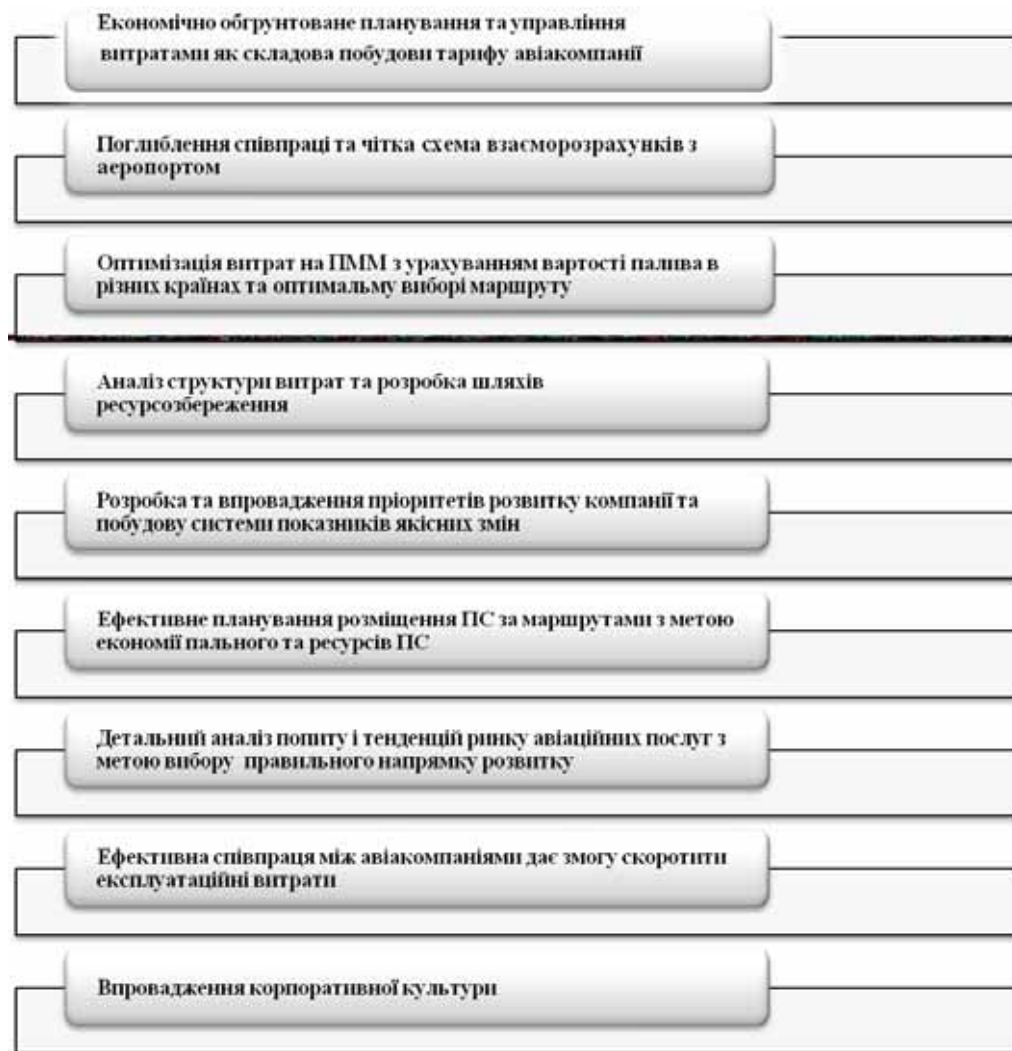 Економічно обгрунтоване планування та управління
витратами як складова побудови тарифу авіакомпанії
Поглиблення співпраці та чітка схема взаєморозрахунків з
аеропортом
Оптимізація витрат на ПММ з урахуванням вартості палива в
різних країнах та оптимальму виборі маршруту
Аналіз структури витрат та розробка шляхів
ресурсозбереження
Розробка та впровадження пріоритетів розвитку компанії та
побудову системи показників якісних змін
Ефективне планування розміщення ПС за маршрутами з метою
економії пального та ресурсів ПС
Детальний аналіз попиту і тенденцій ринку авіаційних послуг з
метою вибору правильного напрямку розвитку
Ефективна співпраця між авіакомпаніями дає змогу скоротити
експлуатаційні витрати
Впровадження корпоративної культури